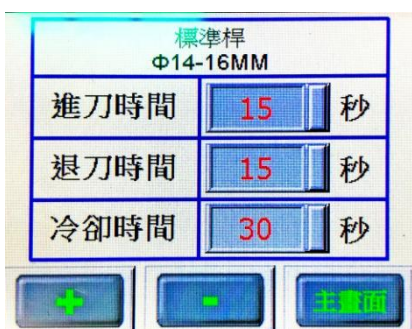 標準桿
Φ14-16MM
進刀時間 15 秒
退刀時間 15 秒
冷卻時間 30 秒
+ - 主畫面